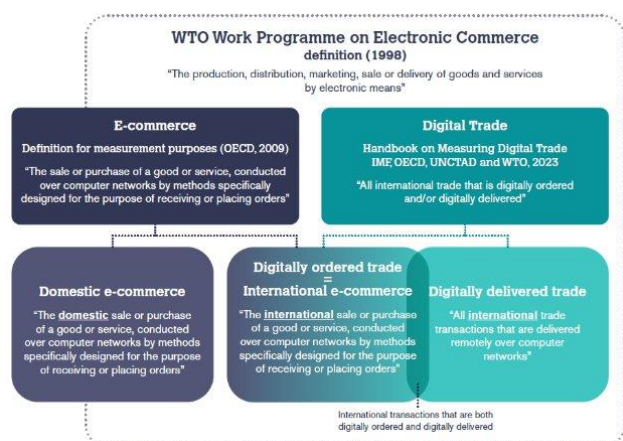 WTO Work Programme on Electronic Commerce
definition (1998)
"The production, distribution, marketing, sale or delivery of goods and services
by electronic means"
E-commerce
Definition for measurement purposes (OECD, 2009)
"The sale or purchase of a good or service, conducted
over computer networks by methods specifically
designed for the purpose of receiving or placing orders"
Digital Trade
Handbook on Measuring Digital Trade
IMF, OECD, UNCTAD and WTO, 2023
"All international trade that is digitally ordered
and/or digitally delivered"
Domestic e-commerce
"The domestic sale or purchase
of a good or service, conducted
over computer networks by methods
specifically designed for the purpose
of receiving or placing orders"
Digitally ordered trade
=
International e-commerce
"The international sale or purchase
of a good or service, conducted
over computer networks by methods
specifically designed for the purpose
of receiving or placing orders"
Digitally delivered trade
"All international trade
transactions that are delivered
remotely over computer
networks"
International transactions that are both
digitally ordered and digitally delivered